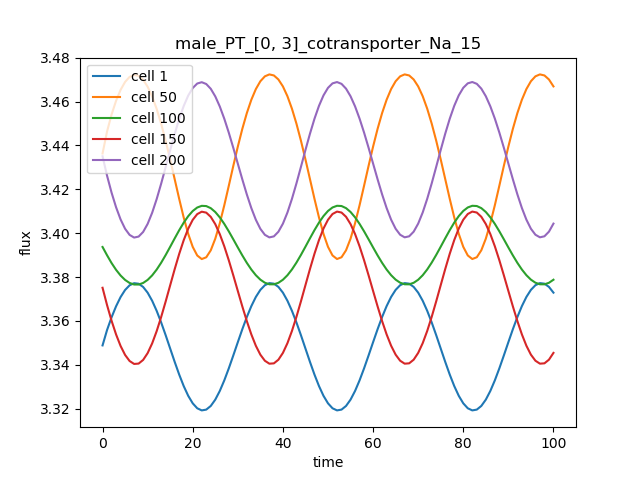 male_PT_[0, 3]_cotransporter_Na_15
cell 1
cell 50
cell 100
cell 150
cell 200
flux
3.48
3.46
3.44
3.42
3.40
3.38
3.36
3.34
3.32
0 20 40 60 80 100
time